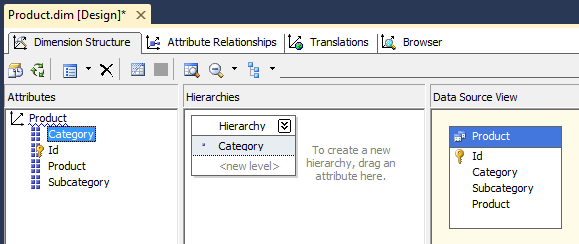 Product.dim [Design]*
Dimension Structure
Attribute Relationships
Translations
Browser
Attributes
Product
Category
Id
Product
Subcategory
Hierarchies
Hierarchy
Category
<new level>
To create a new
hierarchy, drag an
attribute here.
Data Source View
Product
Id
Category
Subcategory
Product